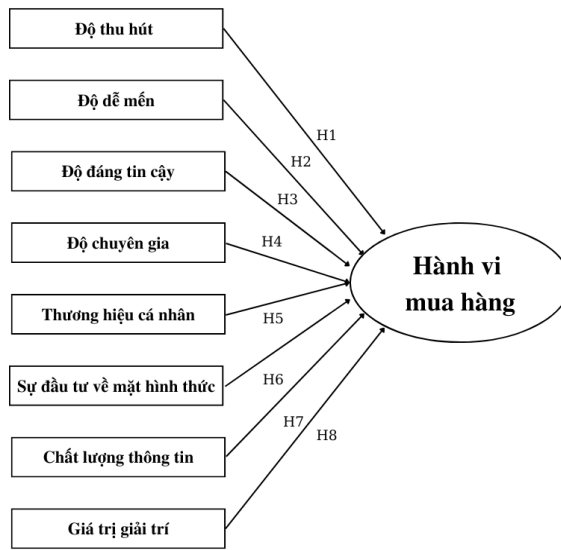 Độ thu hút
Độ dễ mến
Độ đáng tin cậy
Độ chuyên gia
Thương hiệu cá nhân
Sự đầu tư về mặt hình thức
Chất lượng thông tin
Giá trị giải trí
H1
H2
H3
H4
H5
H6
H7
H8
Hành vi
mua hàng